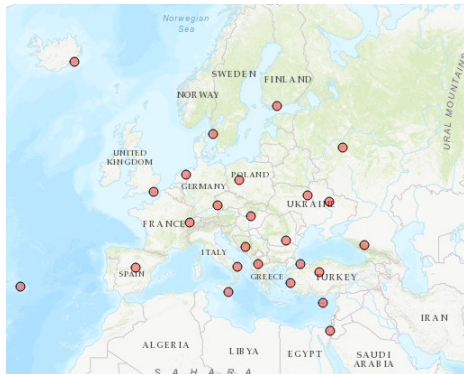 Norwegian
Sea
SWEDEN
FINLAND
NORWAY
URAL MOUNTAINS
UNITED
KINGDOM
POLAND
GERMANY
UKRAINE
FRANCE
ITALY
SPAIN
GREECE
TURKEY
IRAN
ALGERIA
LIBYA
EGYPT
SAUDI
ARABIA
SAHARA